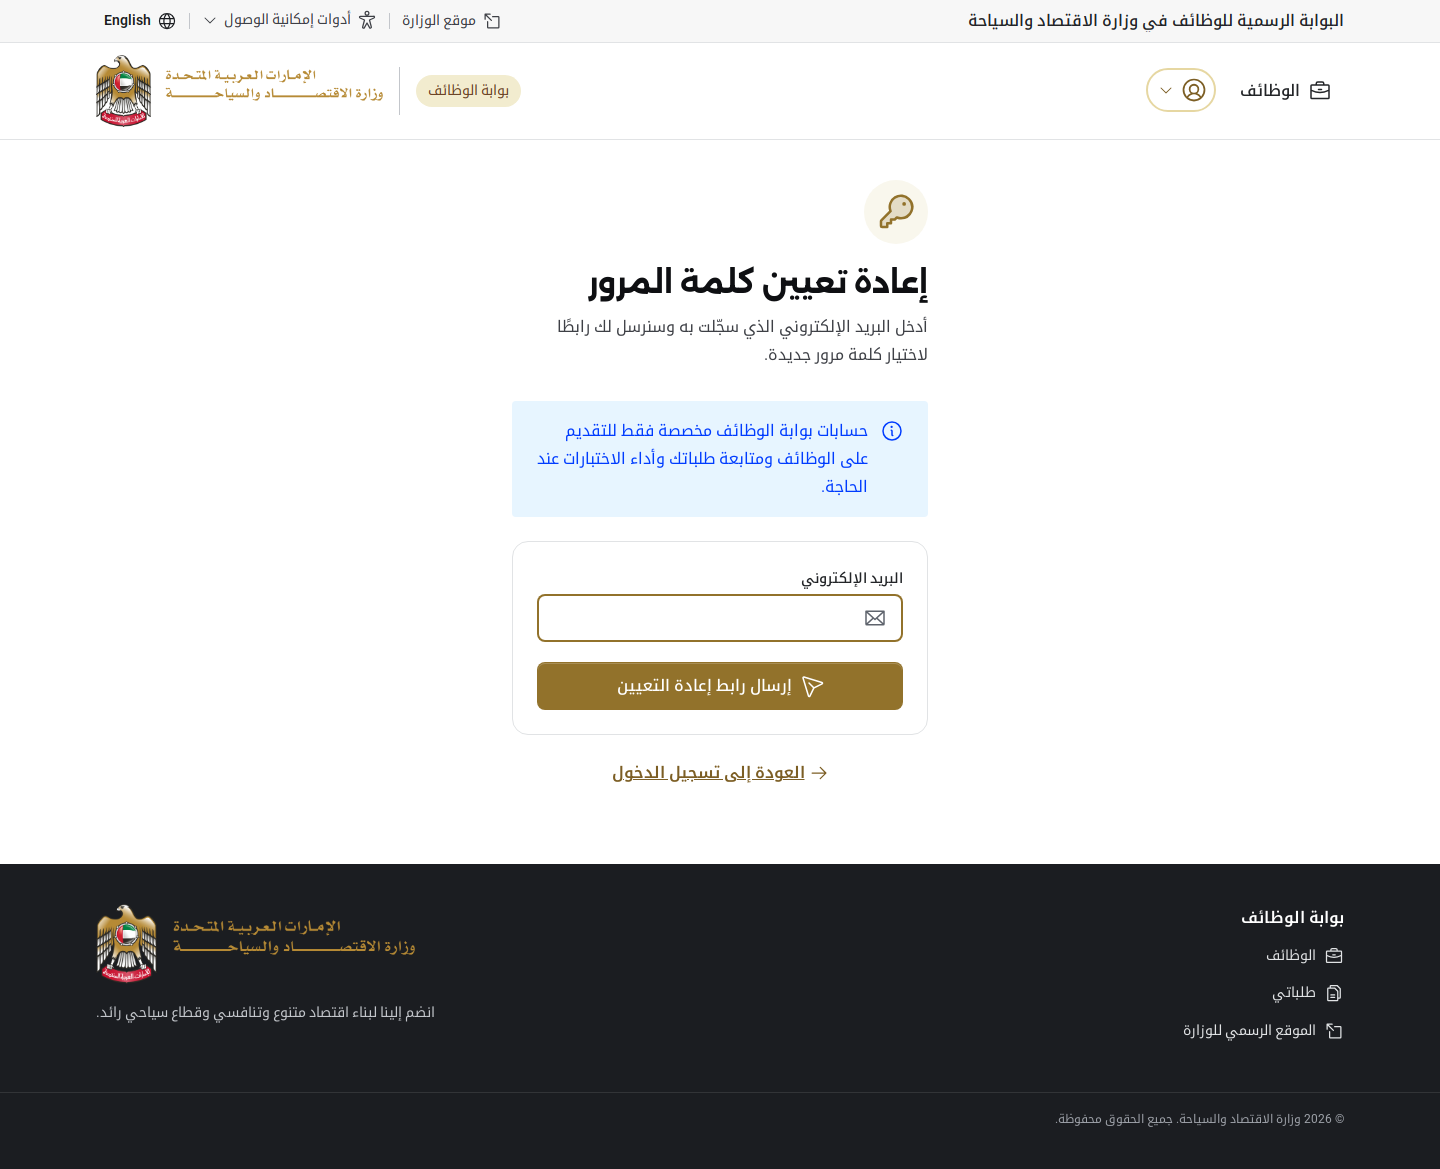 البوابة الرسمية للوظائف في وزارة الاقتصاد والسياحة
موقع الوزارة
أدوات إمكانية الوصول
English
الوظائف
بوابة الوظائف
الإمارات العربية المتحدة
وزارة الاقتصاد والسياحة
إعادة تعيين كلمة المرور
أدخل البريد الإلكتروني الذي سجّلت به وسنرسل لك رابطًا
لاختيار كلمة مرور جديدة.
حسابات بوابة الوظائف مخصصة فقط للتقديم
على الوظائف ومتابعة طلباتك وأداء الاختبارات عند
الحاجة.
البريد الإلكتروني
إرسال رابط إعادة التعيين
العودة إلى تسجيل الدخول
بوابة الوظائف
الوظائف
طلباتي
الموقع الرسمي للوزارة
الإمارات العربية المتحدة
وزارة الاقتصاد والسياحة
انضم إلينا لبناء اقتصاد متنوع وتنافسي وقطاع سياحي رائد.
© 2026 وزارة الاقتصاد والسياحة. جميع الحقوق محفوظة.